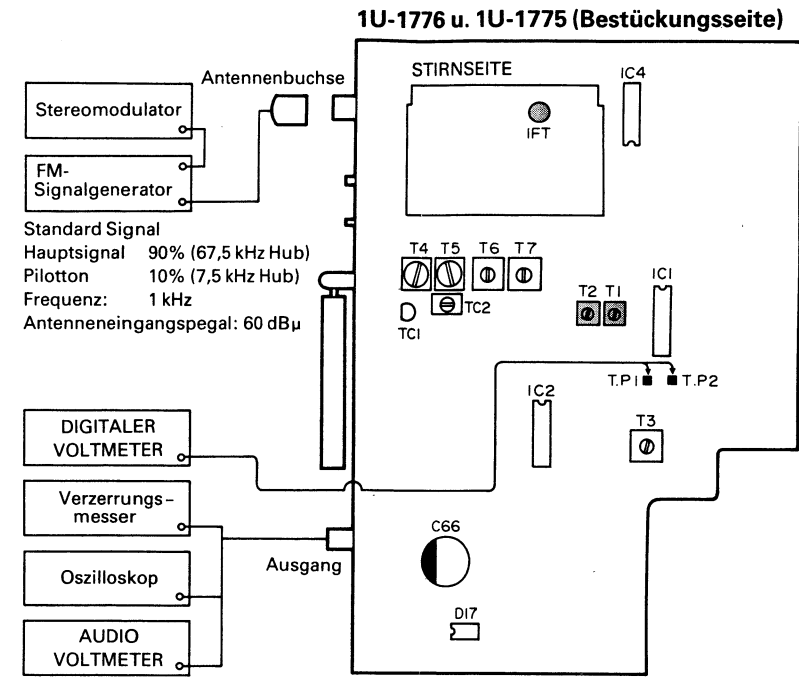 1U-1776 u. 1U-1775 (Bestückungsseite)
Antennenbuchse
STIRNSEITE
IC4
IFT
Stereomodulator
FM-
Signalgenerator
Standard Signal
Hauptsignal 90% (67,5 kHz Hub)
Pilotton 10% (7,5 kHz Hub)
Frequenz: 1 kHz
Antenneneingangspegal: 60 dBµ
T4 T5 T6 T7
TC1
TC2
T2 T1
IC1
T.P1 T.P2
IC2
T3
DIGITALER
VOLTMETER
Verzerrungs-
messer
Oszilloskop
AUDIO
VOLTMETER
Ausgang
C66
D17